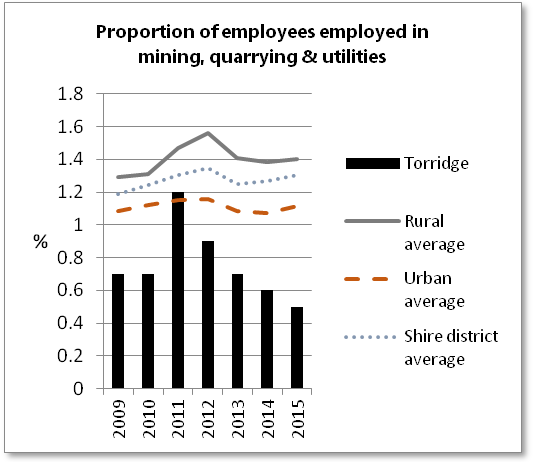 Proportion of employees employed in
mining, quarrying & utilities
1.8
1.6
1.4
1.2
1
0.8
0.6
0.4
0.2
0
%
2009
2010
2011
2012
2013
2014
2015
Torridge
Rural
average
Urban
average
Shire district
average